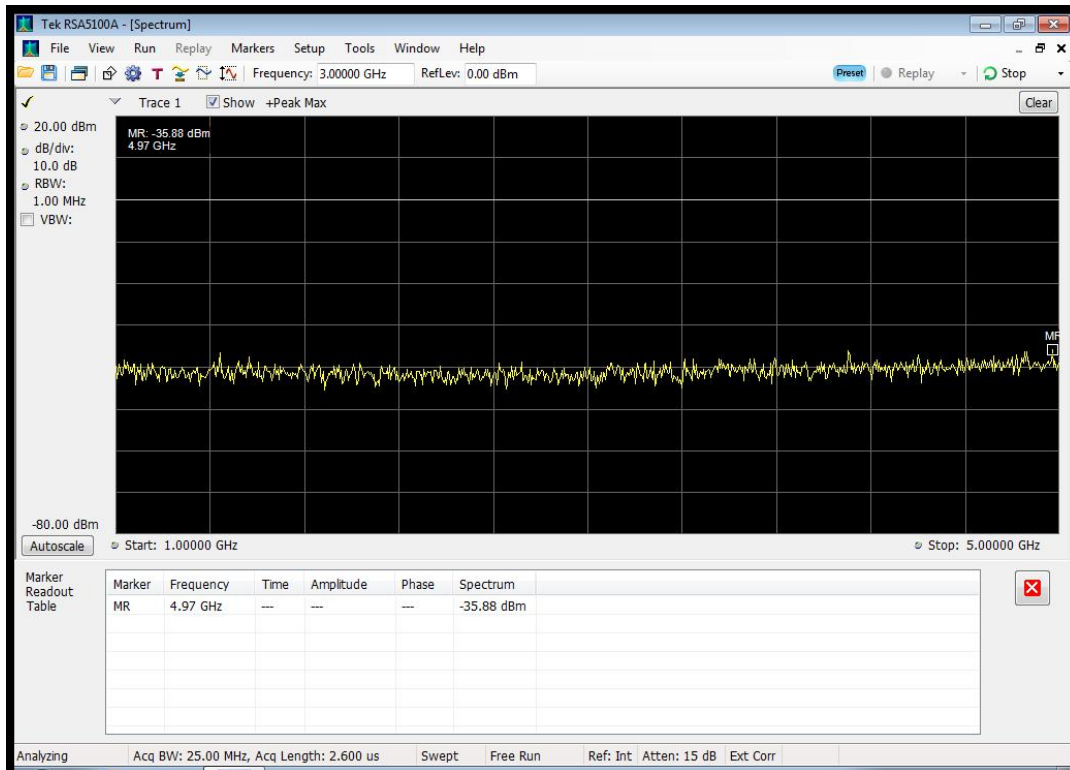 Tek RSA5100A - [Spectrum]
File View Run Replay Markers Setup Tools Window Help
T Frequency: 3.00000 GHz RefLev: 0.00 dBm Preset Replay Stop
Trace 1 Show +Peak Max Clear
20.00 dBm
dB/div:
10.0 dB
RBW:
1.00 MHz
VBW:
MR: -35.88 dBm
4.97 GHz
MR
-80.00 dBm
Autoscale Start: 1.00000 GHz Stop: 5.00000 GHz
Marker
Readout
Table
Marker Frequency Time Amplitude Phase Spectrum
MR 4.97 GHz --- --- --- -35.88 dBm
Analyzing Acq BW: 25.00 MHz, Acq Length: 2.600 us Swept Free Run Ref: Int Atten: 15 dB Ext Corr